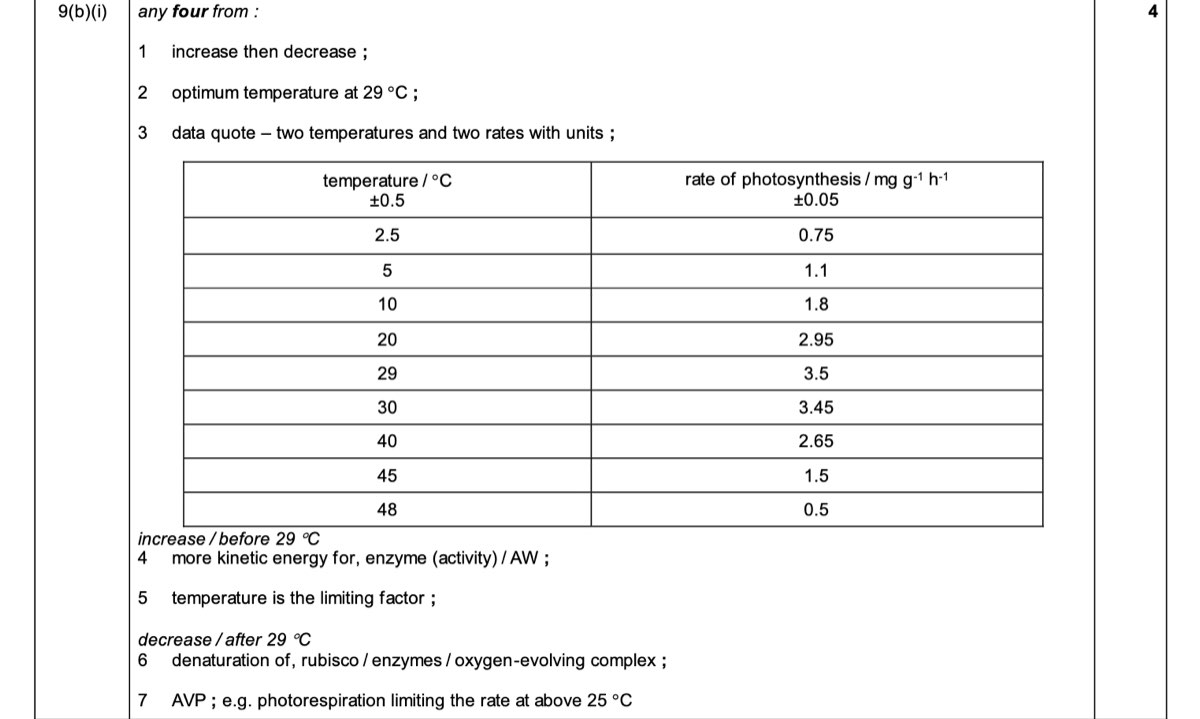 9(b)(i) any four from : 4
1 increase then decrease ;
2 optimum temperature at 29 °C ;
3 data quote – two temperatures and two rates with units ;
temperature / °C rate of photosynthesis / mg g-1 h-1
±0.5 ±0.05
2.5 0.75
5 1.1
10 1.8
20 2.95
29 3.5
30 3.45
40 2.65
45 1.5
48 0.5
increase / before 29 °C
4 more kinetic energy for, enzyme (activity) / AW ;
5 temperature is the limiting factor ;
decrease / after 29 °C
6 denaturation of, rubisco / enzymes / oxygen-evolving complex ;
7 AVP ; e.g. photorespiration limiting the rate at above 25 °C